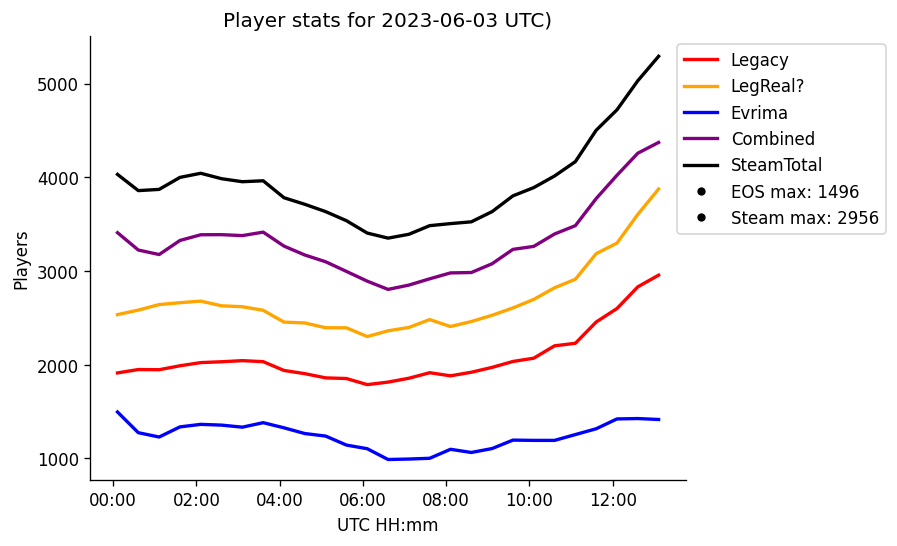 Player stats for 2023-06-03 UTC)
Players
5000
4000
3000
2000
1000
00:00 02:00 04:00 06:00 08:00 10:00 12:00
UTC HH:mm
Legacy
LegReal?
Evrima
Combined
SteamTotal
EOS max: 1496
Steam max: 2956